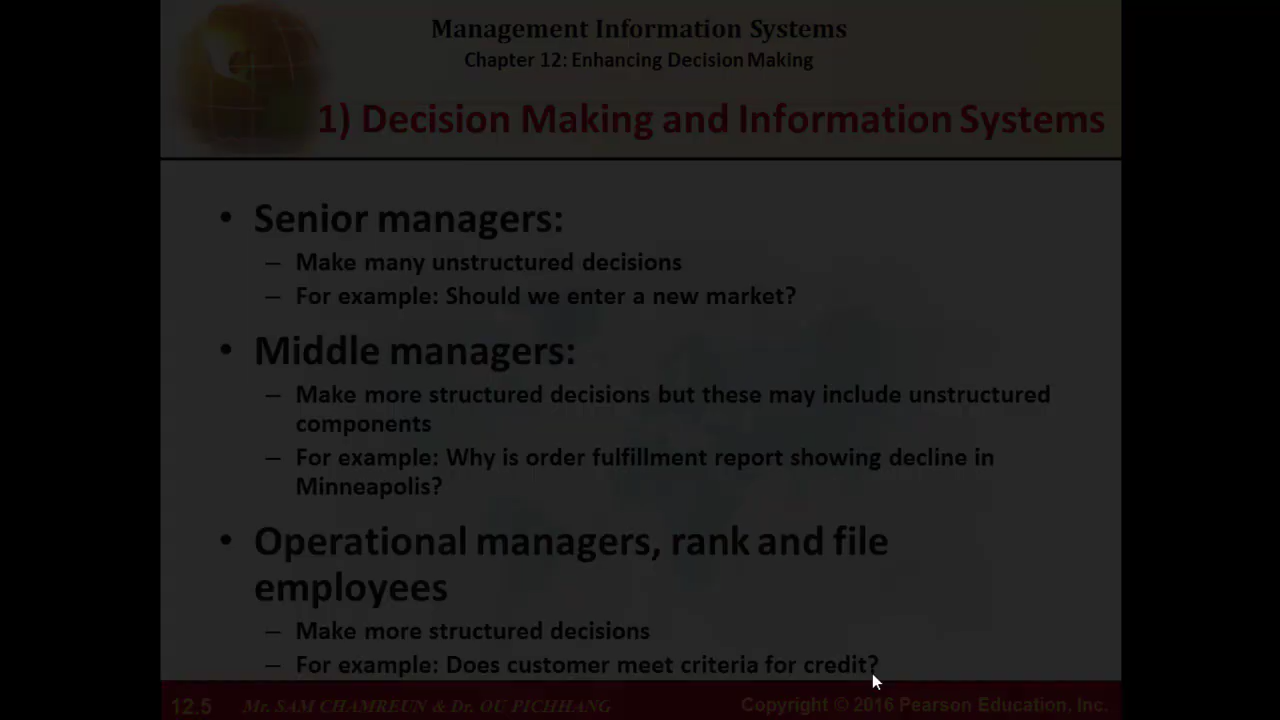 Management Information Systems
Chapter 12: Enhancing Decision Making
1) Decision Making and Information Systems
• Senior managers:
– Make many unstructured decisions
– For example: Should we enter a new market?
• Middle managers:
– Make more structured decisions but these may include unstructured
components
– For example: Why is order fulfillment report showing decline in
Minneapolis?
• Operational managers, rank and file
employees
– Make more structured decisions
– For example: Does customer meet criteria for credit?
12.5 Mr. SAM CHAMREUN & Dr. OU PICHHANG Copyright © 2016 Pearson Education, Inc.